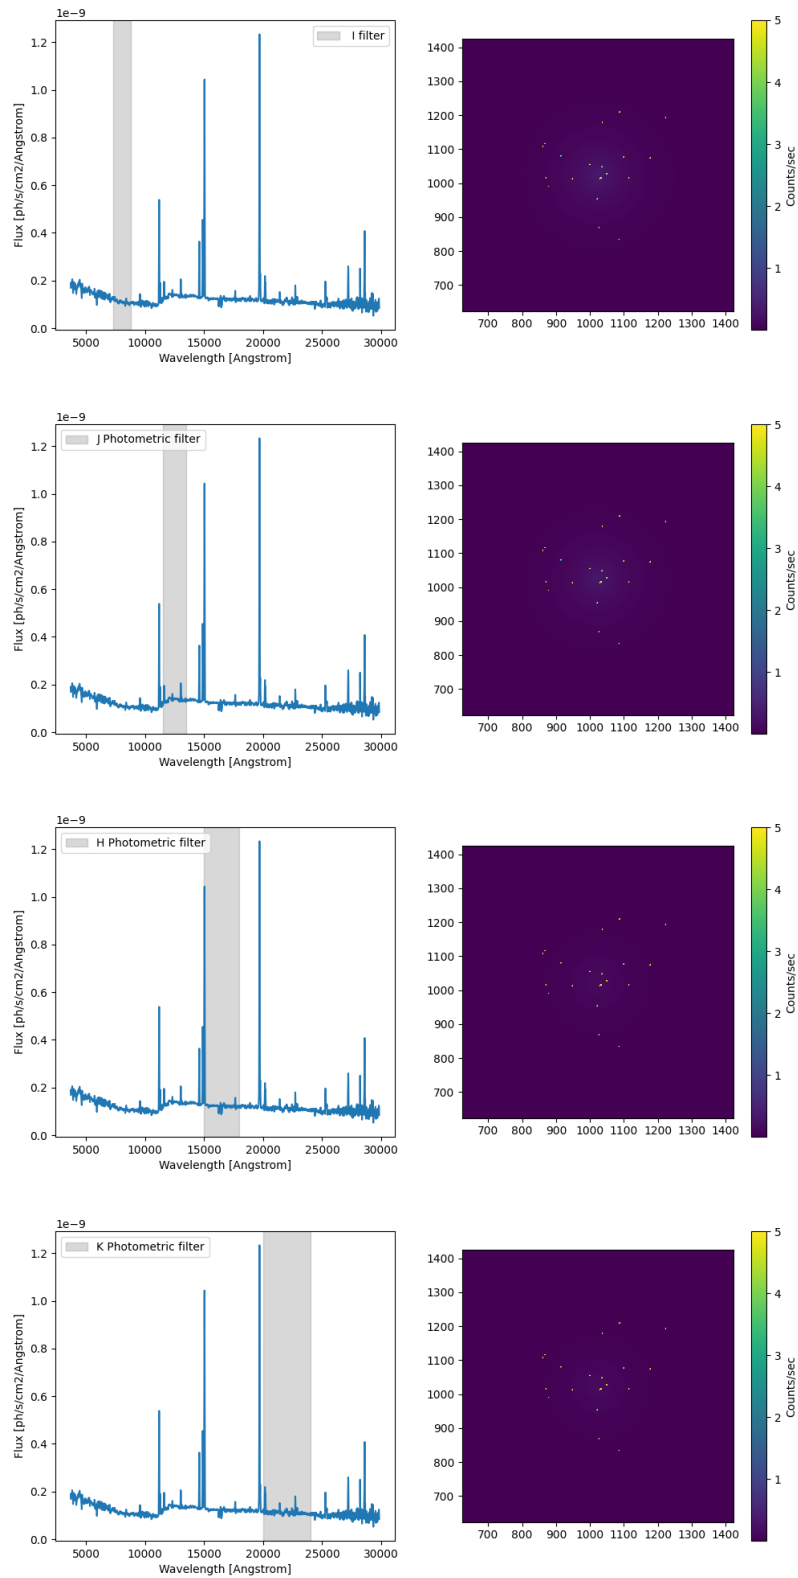 1e−9
I filter
Flux [ph/s/cm2/Angstrom]
1.2
1.0
0.8
0.6
0.4
0.2
0.0
5000 10000 15000 20000 25000 30000
Wavelength [Angstrom]
1400
1300
1200
1100
1000
900
800
700
700 800 900 1000 1100 1200 1300 1400
5
4
3
2
1
Counts/sec
1e−9
J Photometric filter
Flux [ph/s/cm2/Angstrom]
1.2
1.0
0.8
0.6
0.4
0.2
0.0
5000 10000 15000 20000 25000 30000
Wavelength [Angstrom]
1400
1300
1200
1100
1000
900
800
700
700 800 900 1000 1100 1200 1300 1400
5
4
3
2
1
Counts/sec
1e−9
H Photometric filter
Flux [ph/s/cm2/Angstrom]
1.2
1.0
0.8
0.6
0.4
0.2
0.0
5000 10000 15000 20000 25000 30000
Wavelength [Angstrom]
1400
1300
1200
1100
1000
900
800
700
700 800 900 1000 1100 1200 1300 1400
5
4
3
2
1
Counts/sec
1e−9
K Photometric filter
Flux [ph/s/cm2/Angstrom]
1.2
1.0
0.8
0.6
0.4
0.2
0.0
5000 10000 15000 20000 25000 30000
Wavelength [Angstrom]
1400
1300
1200
1100
1000
900
800
700
700 800 900 1000 1100 1200 1300 1400
5
4
3
2
1
Counts/sec